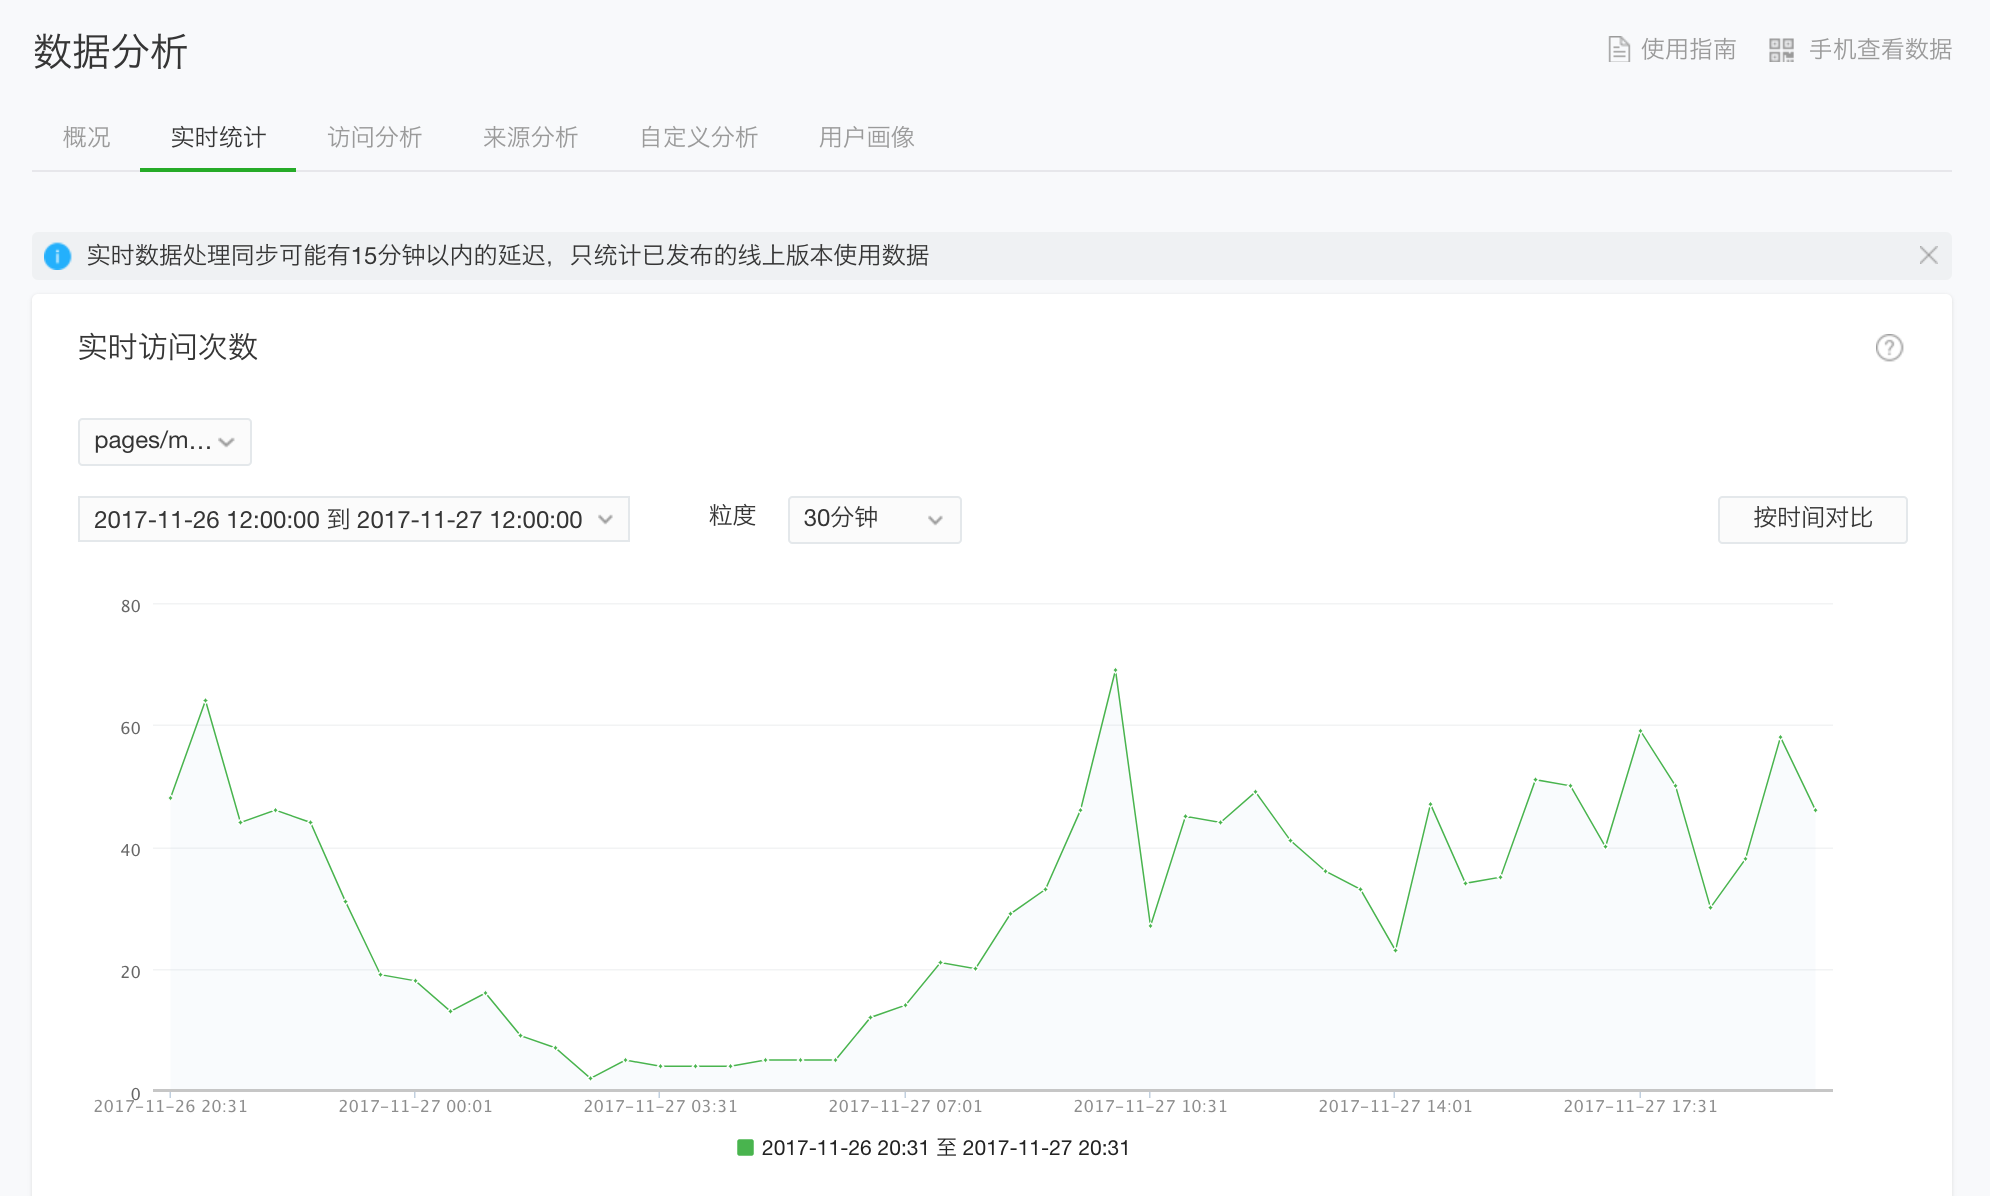 数据分析
使用指南 手机查看数据
概况 实时统计 访问分析 来源分析 自定义分析 用户画像
实时数据处理同步可能有15分钟以内的延迟，只统计已发布的线上版本使用数据
实时访问次数
pages/m...
2017-11-26 12:00:00 到 2017-11-27 12:00:00 粒度 30分钟 按时间对比
80
60
40
20
0
2017-11-26 20:31 2017-11-27 00:01 2017-11-27 03:31 2017-11-27 07:01 2017-11-27 10:31 2017-11-27 14:01 2017-11-27 17:31
2017-11-26 20:31 至 2017-11-27 20:31